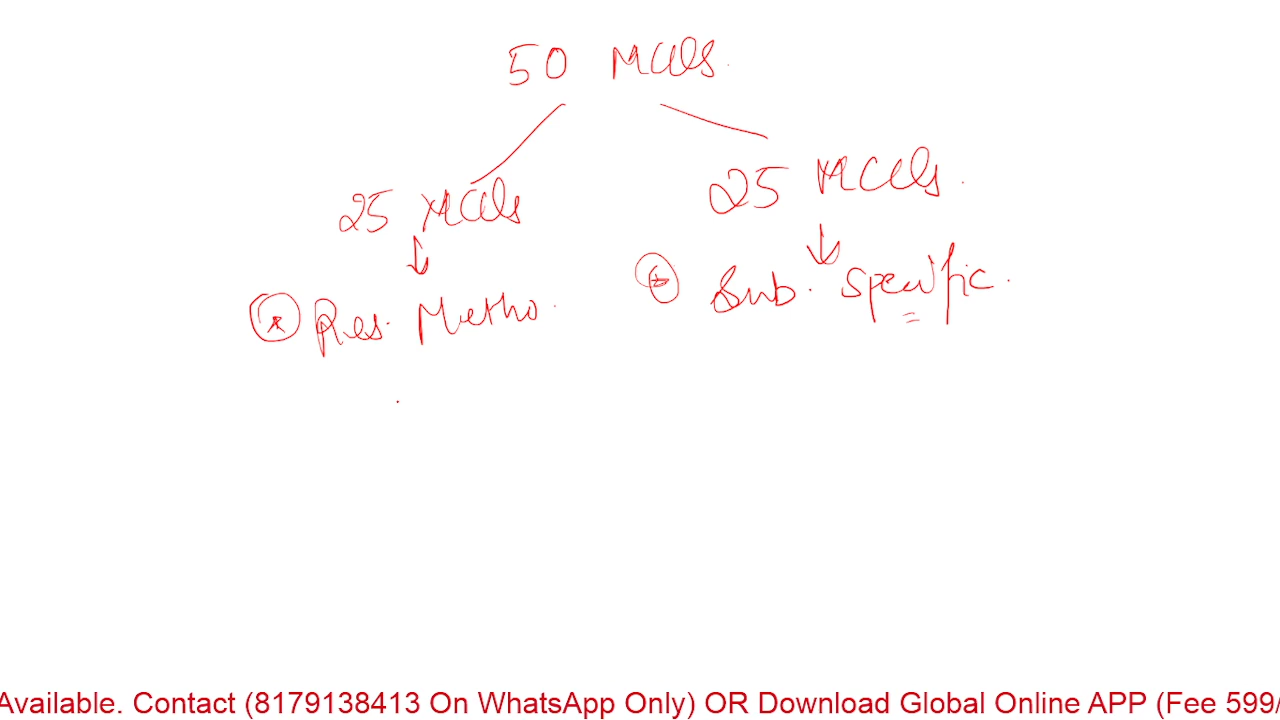 50 MCQs.
25 MCQs
25 MCQs.
Res. Metho.
Sub. Specific.
Available. Contact (8179138413 On WhatsApp Only) OR Download Global Online APP (Fee 599/